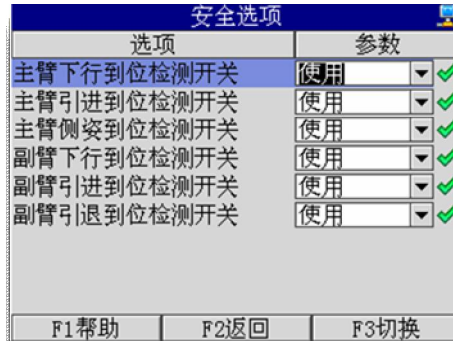 安全选项
选项 参数
主臂下行到位检测开关 使用
主臂引进到位检测开关 使用
主臂侧姿到位检测开关 使用
副臂下行到位检测开关 使用
副臂引进到位检测开关 使用
副臂引退到位检测开关 使用
F1帮助 F2返回 F3切换